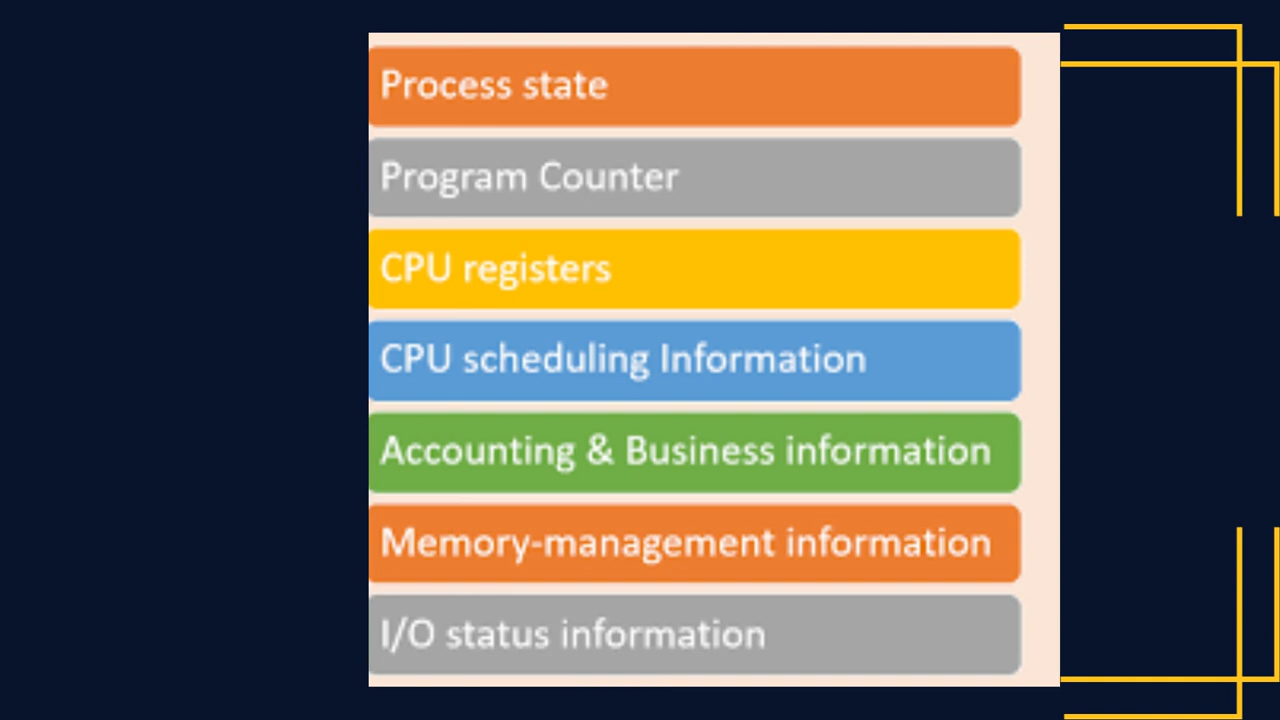 Process state
Program Counter
CPU registers
CPU scheduling Information
Accounting & Business information
Memory-management information
I/O status information